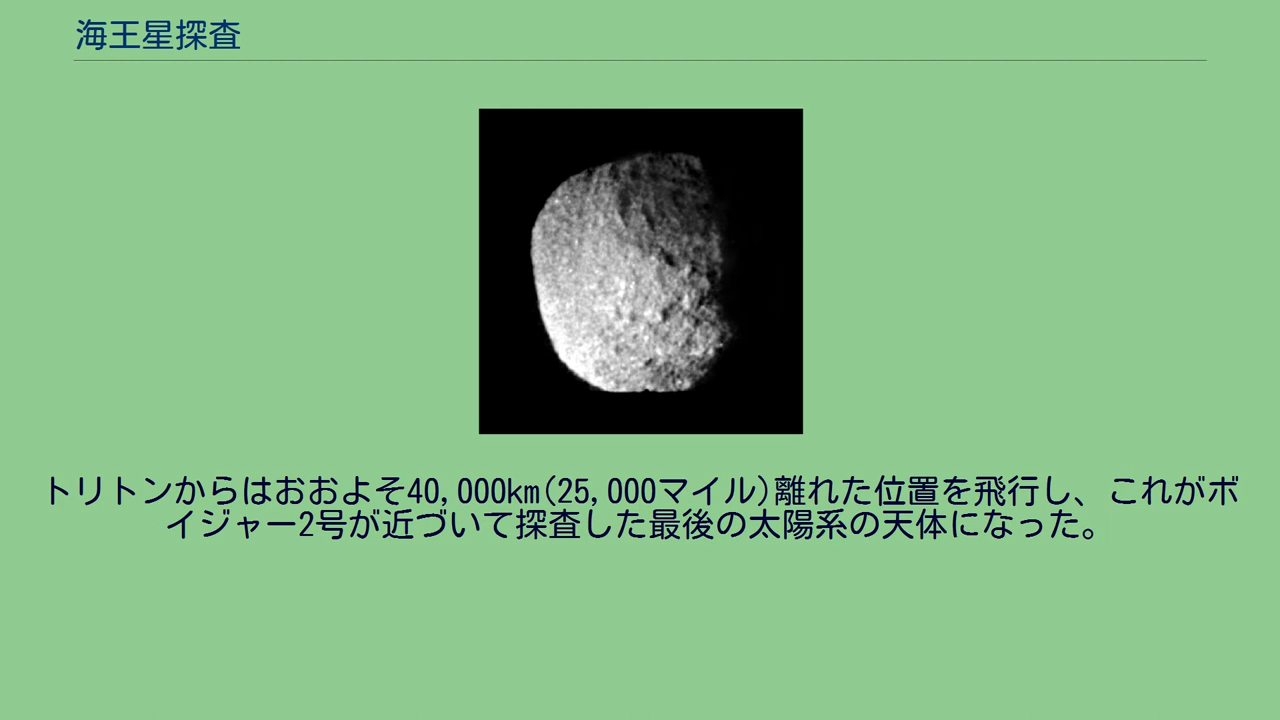 海王星探査
トリトンからはおおよそ40,000km(25,000マイル)離れた位置を飛行し、これがボ
イジャー2号が近づいて探査した最後の太陽系の天体になった。